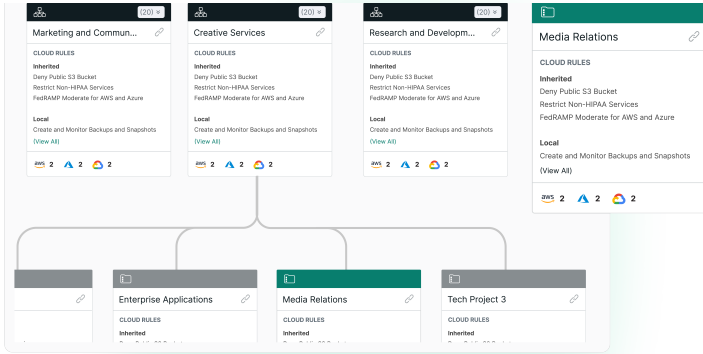 (20)
Marketing and Commun...
CLOUD RULES
Inherited
Deny Public S3 Bucket
Restrict Non-HIPAA Services
FedRAMP Moderate for AWS and Azure
Local
Create and Monitor Backups and Snapshots
(View All)
aws 2 2 2
(20)
Creative Services
CLOUD RULES
Inherited
Deny Public S3 Bucket
Restrict Non-HIPAA Services
FedRAMP Moderate for AWS and Azure
Local
Create and Monitor Backups and Snapshots
(View All)
aws 2 2 2
(20)
Research and Developm...
CLOUD RULES
Inherited
Deny Public S3 Bucket
Restrict Non-HIPAA Services
FedRAMP Moderate for AWS and Azure
Local
Create and Monitor Backups and Snapshots
(View All)
aws 2 2 2
Media Relations
CLOUD RULES
Inherited
Deny Public S3 Bucket
Restrict Non-HIPAA Services
FedRAMP Moderate for AWS and Azure
Local
Create and Monitor Backups and Snapshots
(View All)
aws 2 2 2
Enterprise Applications
CLOUD RULES
Inherited
Media Relations
CLOUD RULES
Inherited
Tech Project 3
CLOUD RULES
Inherited